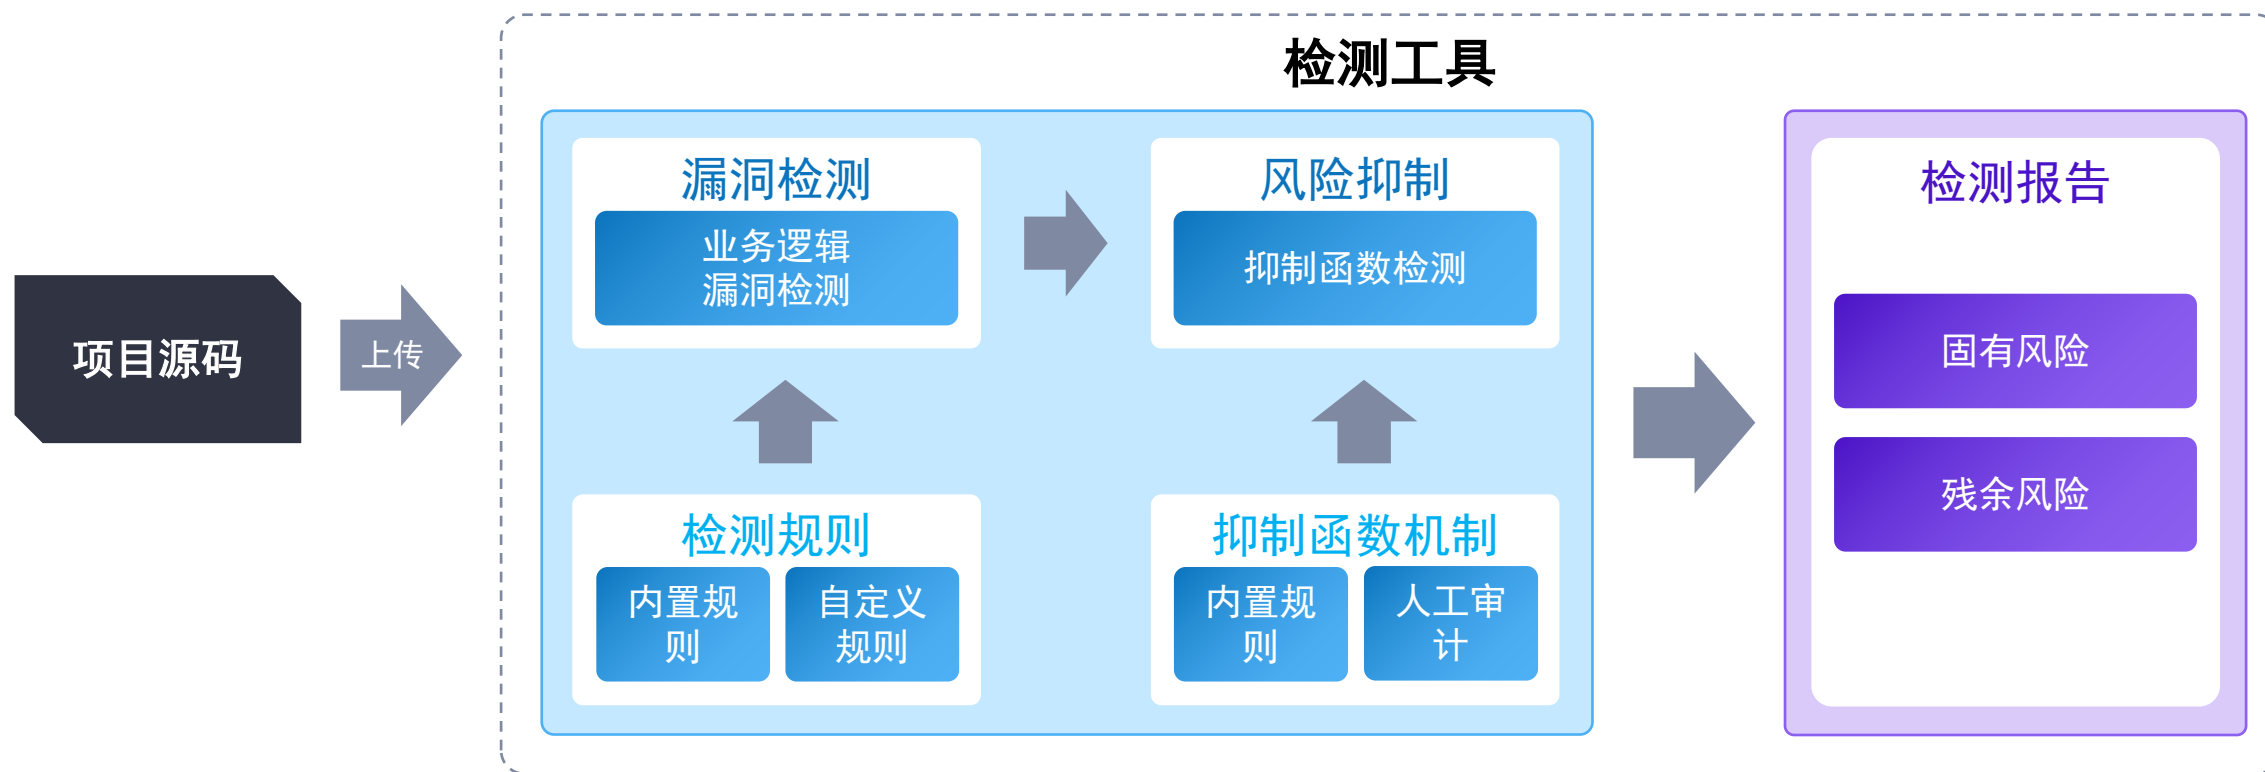 检测工具
项目源码
上传
漏洞检测
业务逻辑
漏洞检测
风险抑制
抑制函数检测
检测规则
内置规
则
自定义
规则
抑制函数机制
内置规
则
人工审
计
检测报告
固有风险
残余风险